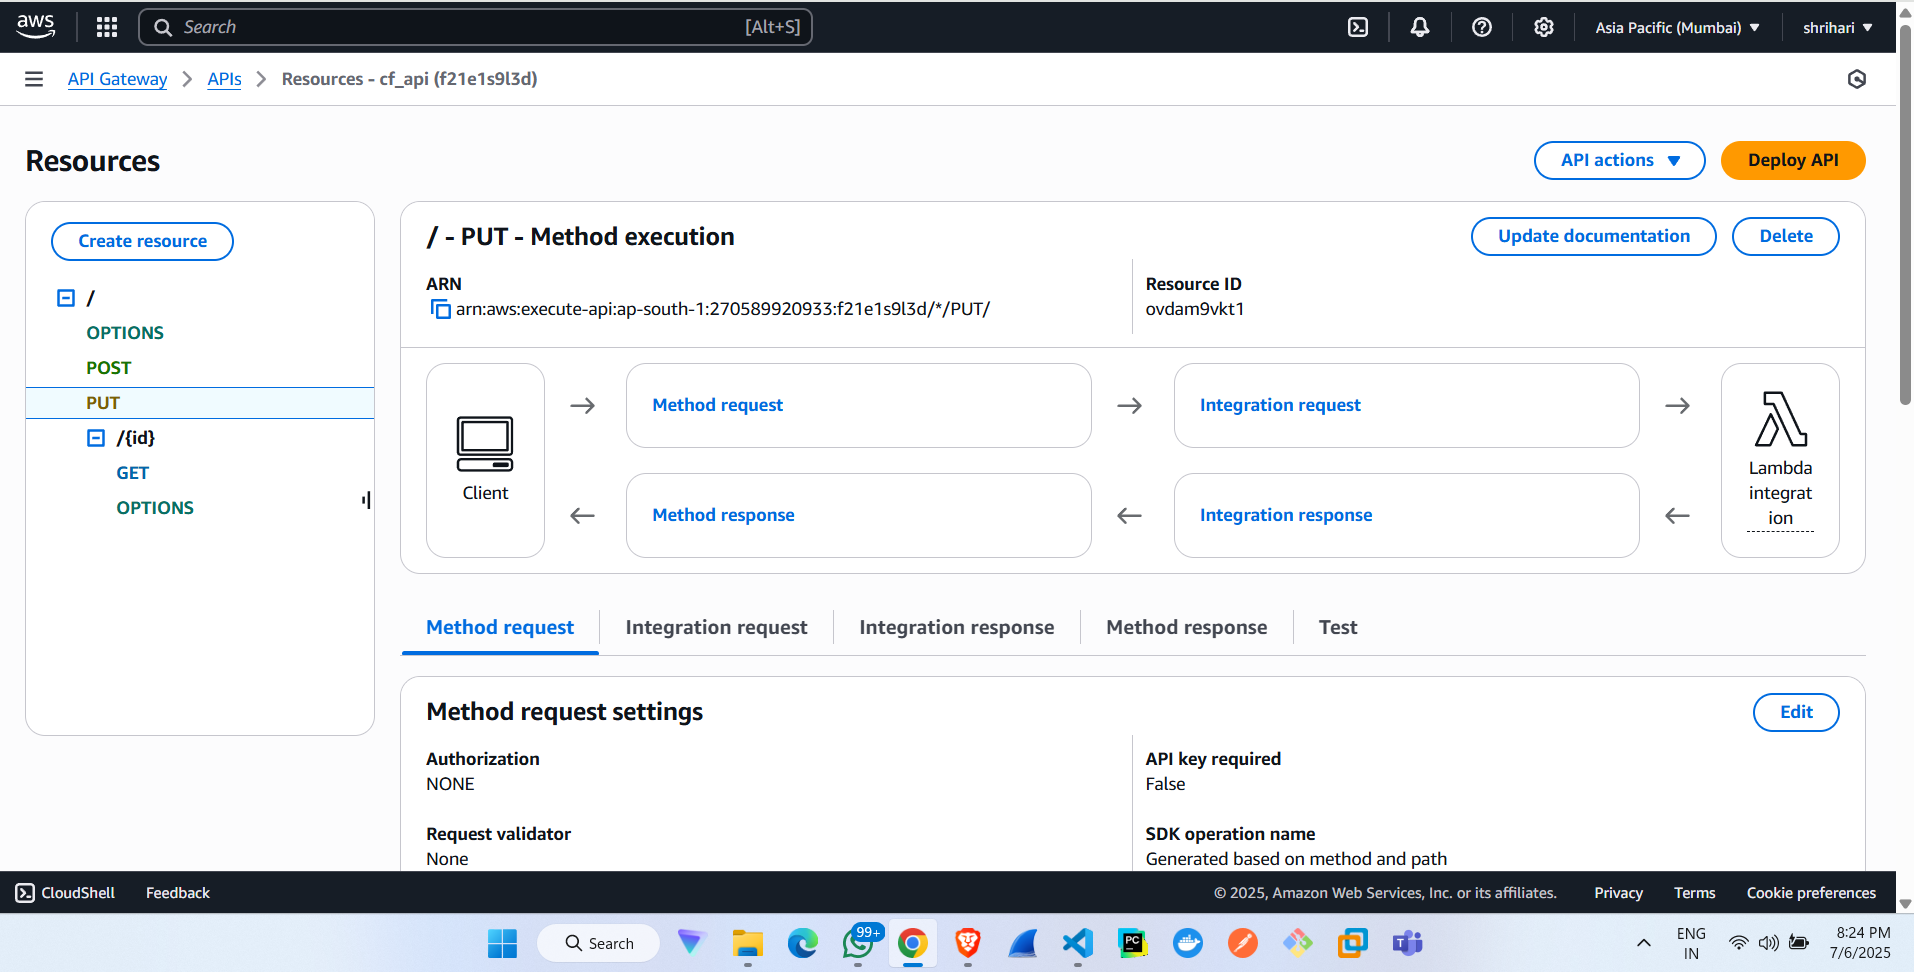 aws
Search
[Alt+S]
Asia Pacific (Mumbai)
shrihari
API Gateway
APIs
Resources - cf_api (f21e1s9l3d)
Resources
API actions
Deploy API
Create resource
/
OPTIONS
POST
PUT
/{id}
GET
OPTIONS
/ - PUT - Method execution
Update documentation
Delete
ARN
arn:aws:execute-api:ap-south-1:270589920933:f21e1s9l3d/*/PUT/
Resource ID
ovdam9vkt1
Client
Method request
Integration request
Method response
Integration response
Lambda
integrat
ion
Method request
Integration request
Integration response
Method response
Test
Method request settings
Edit
Authorization
NONE
API key required
False
Request validator
None
SDK operation name
Generated based on method and path
CloudShell
Feedback
© 2025, Amazon Web Services, Inc. or its affiliates.
Privacy
Terms
Cookie preferences
Search
99+
PC
ENG
IN
8:24 PM
7/6/2025